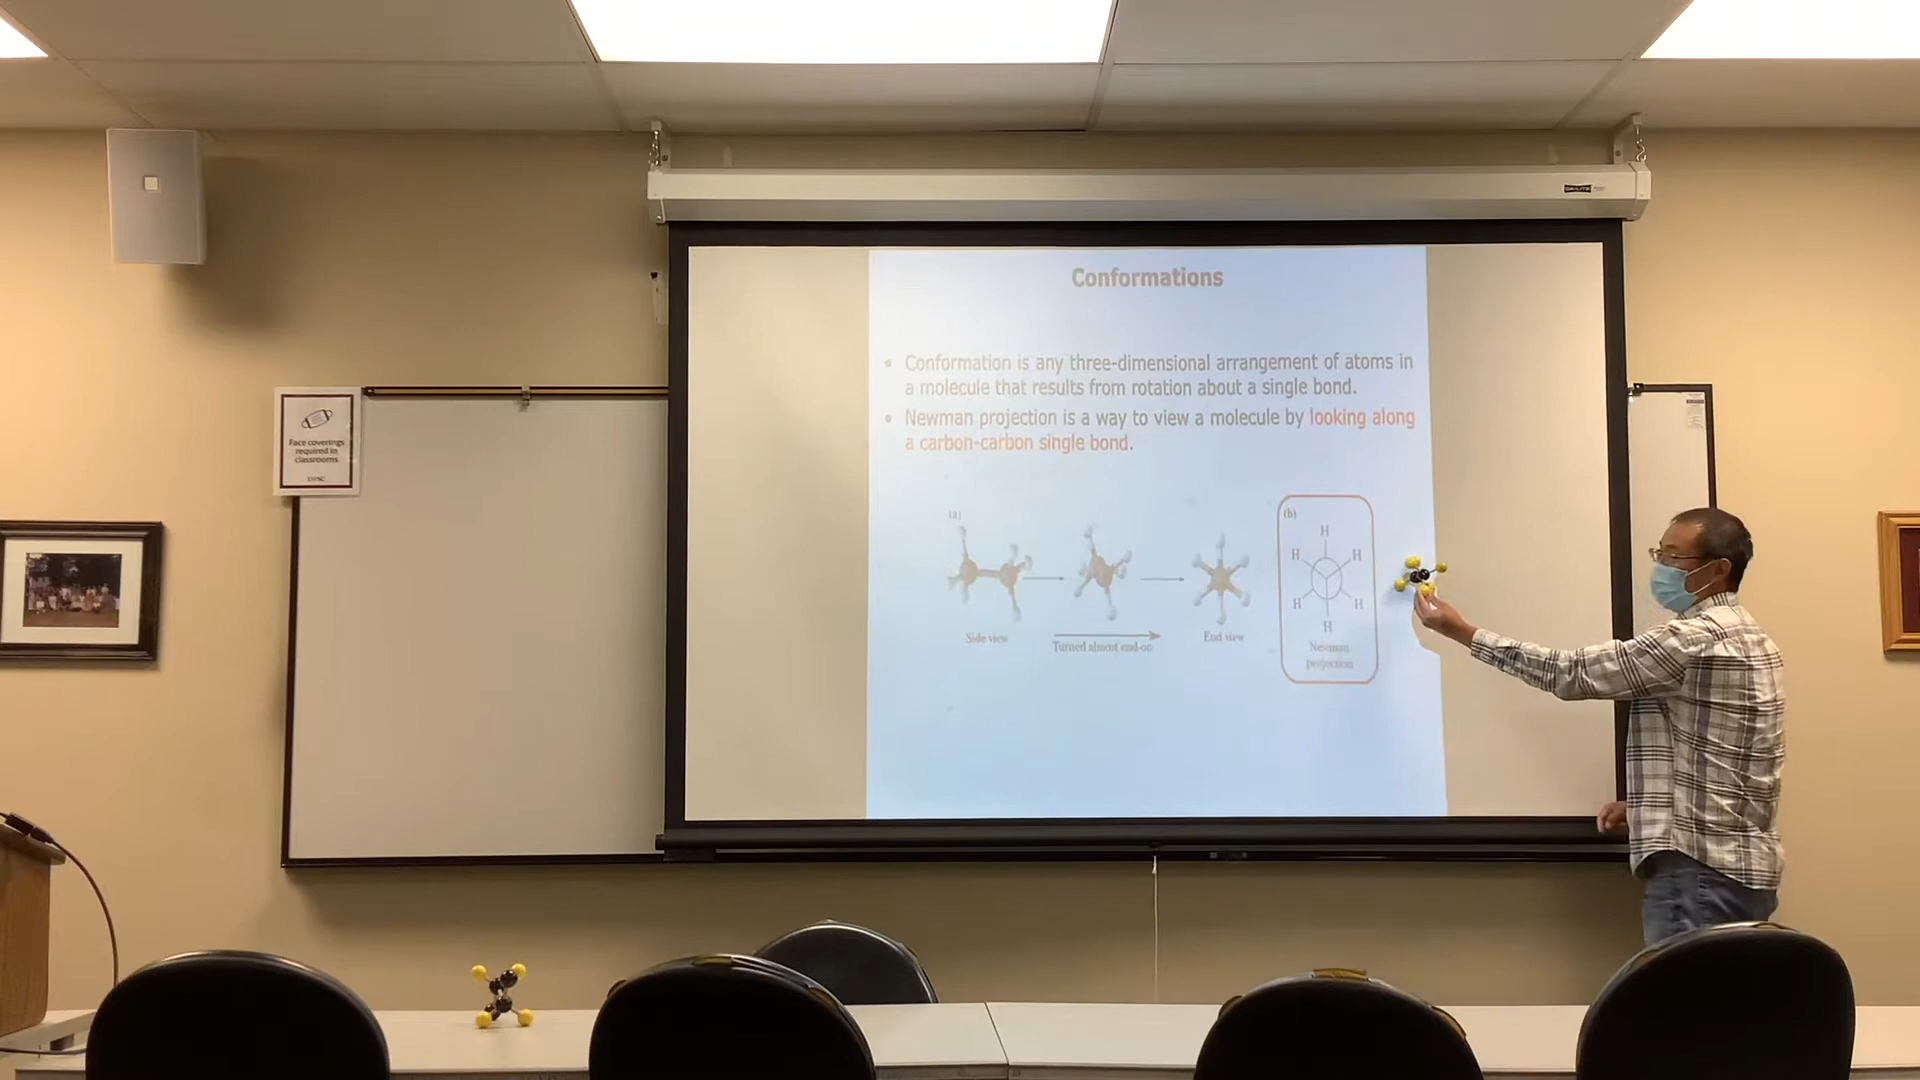 Conformations
• Conformation is any three-dimensional arrangement of atoms in
a molecule that results from rotation about a single bond.
• Newman projection is a way to view a molecule by looking along
a carbon-carbon single bond.
(a)
Side view
Turned almost end-on
End view
(b)
H
H
H
H
H
H
Newman
projection
Face coverings
required in
classrooms